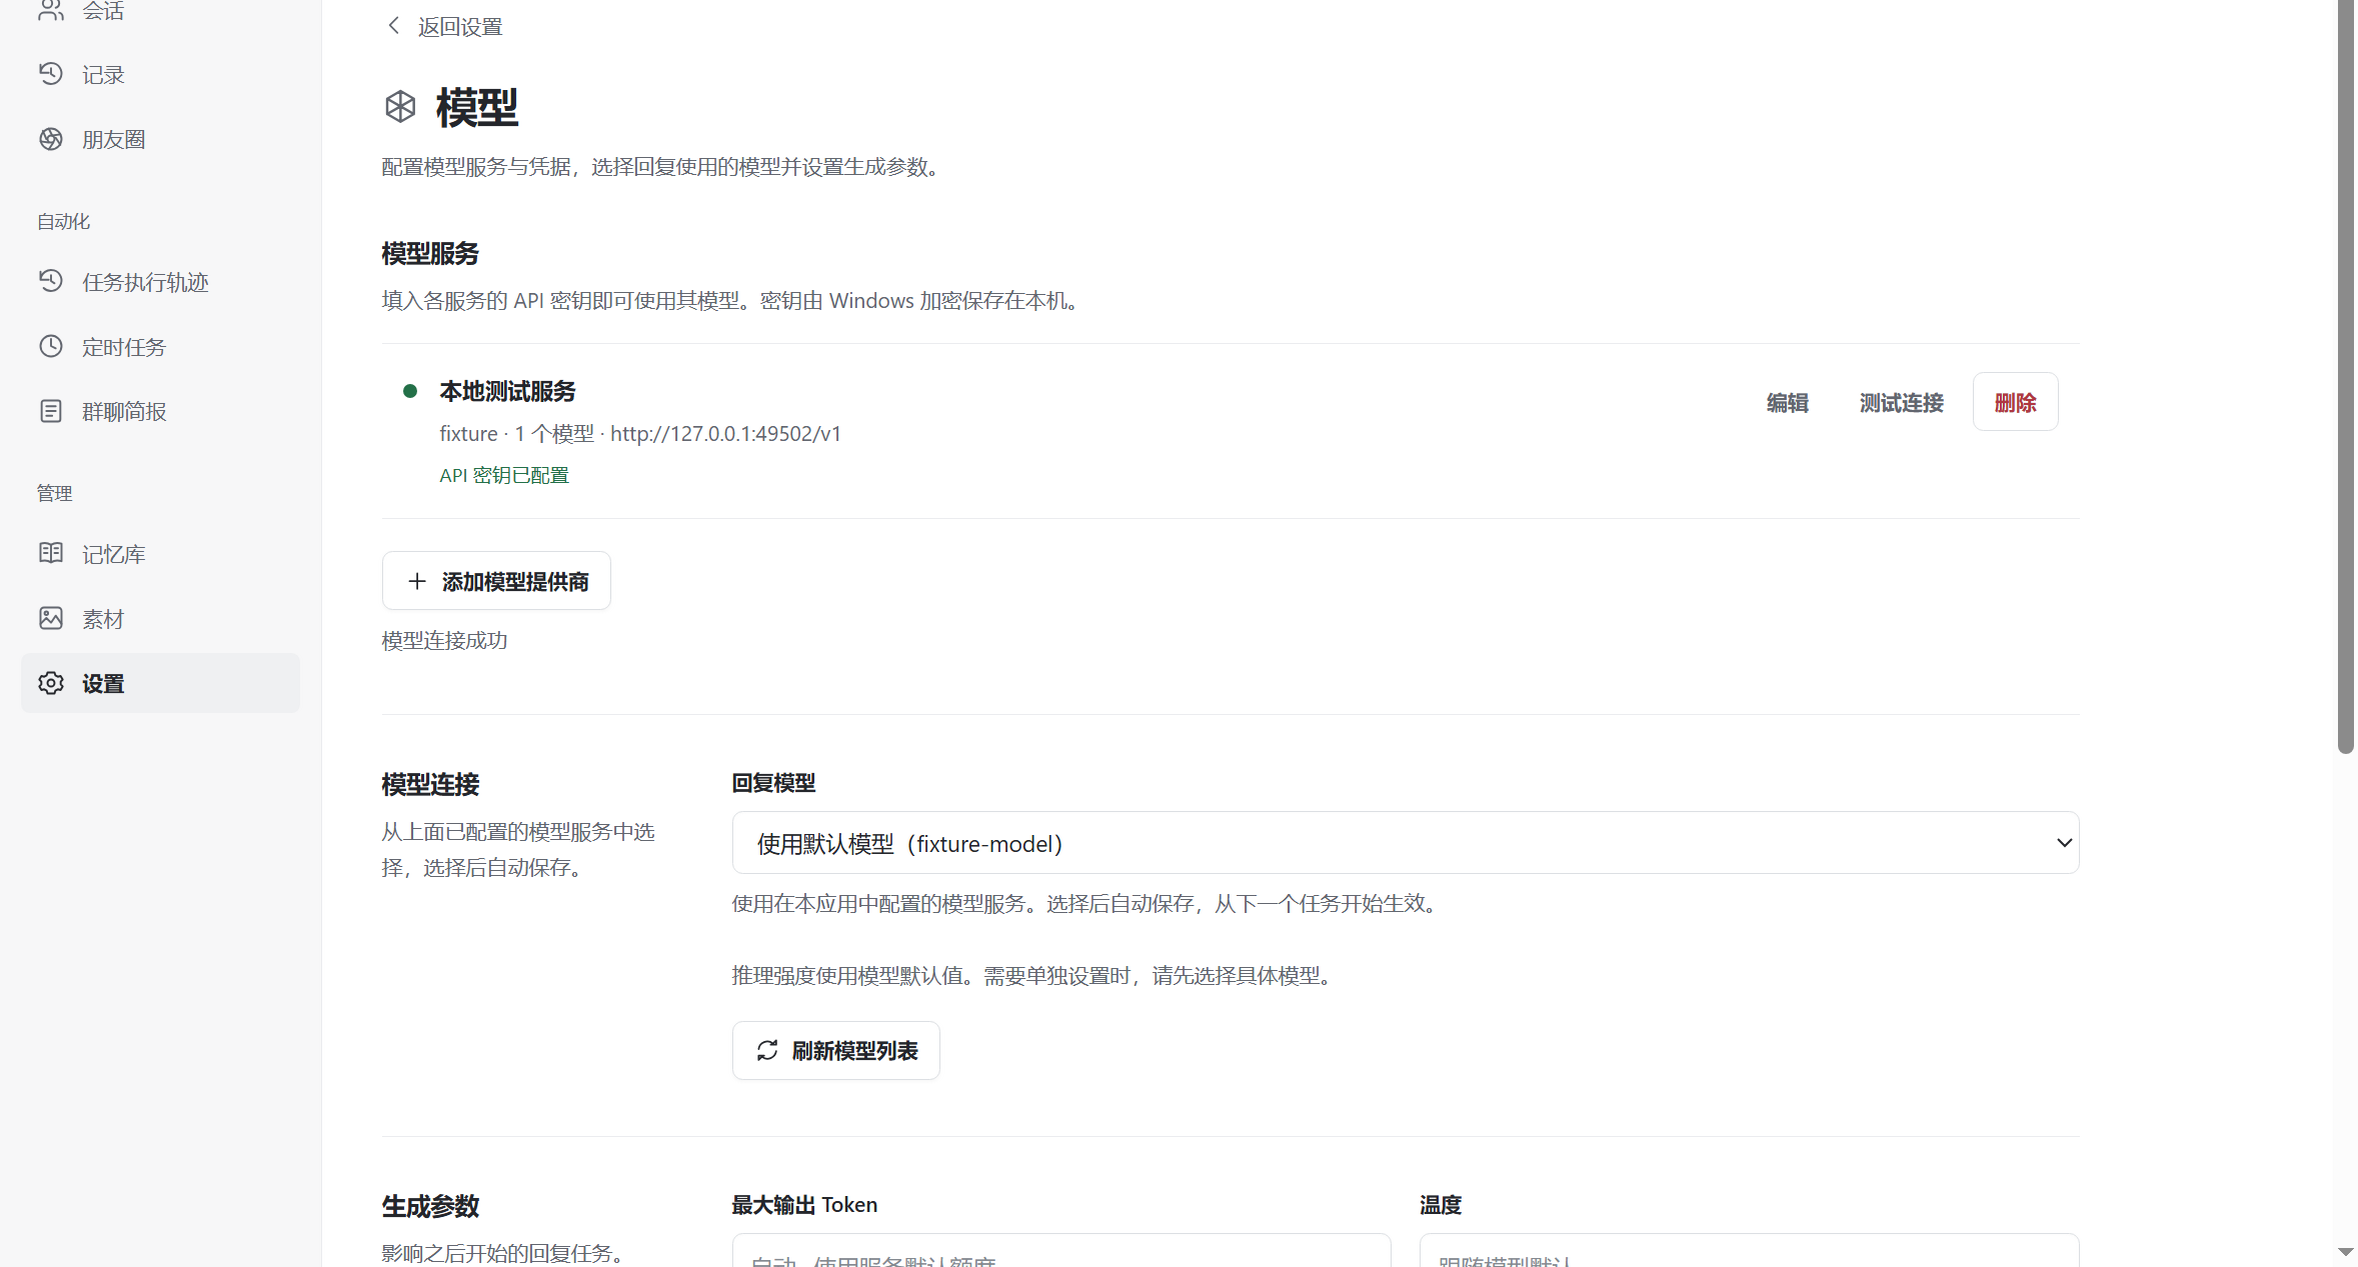 会话
记录
朋友圈
自动化
任务执行轨迹
定时任务
群聊简报
管理
记忆库
素材
设置
返回设置
模型
配置模型服务与凭据，选择回复使用的模型并设置生成参数。
模型服务
填入各服务的 API 密钥即可使用其模型。密钥由 Windows 加密保存在本机。
本地测试服务
fixture · 1 个模型 · http://127.0.0.1:49502/v1
API 密钥已配置
编辑
测试连接
删除
添加模型提供商
模型连接成功
模型连接
从上面已配置的模型服务中选
择，选择后自动保存。
回复模型
使用默认模型（fixture-model）
使用在本应用中配置的模型服务。选择后自动保存，从下一个任务开始生效。
推理强度使用模型默认值。需要单独设置时，请先选择具体模型。
刷新模型列表
生成参数
影响之后开始的回复任务。
最大输出 Token
温度